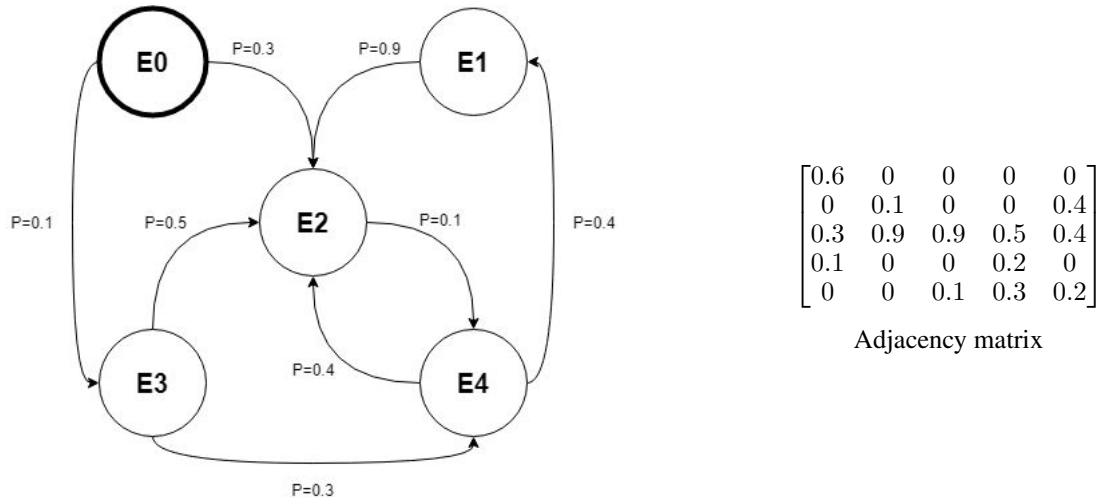 E0
P=0.3
P=0.9
E1
P=0.1
P=0.5
E2
P=0.1
P=0.4
E3
P=0.4
E4
P=0.3
0.6 0 0 0 0
0 0.1 0 0 0.4
0.3 0.9 0.9 0.5 0.4
0.1 0 0 0.2 0
0 0 0.1 0.3 0.2
Adjacency matrix